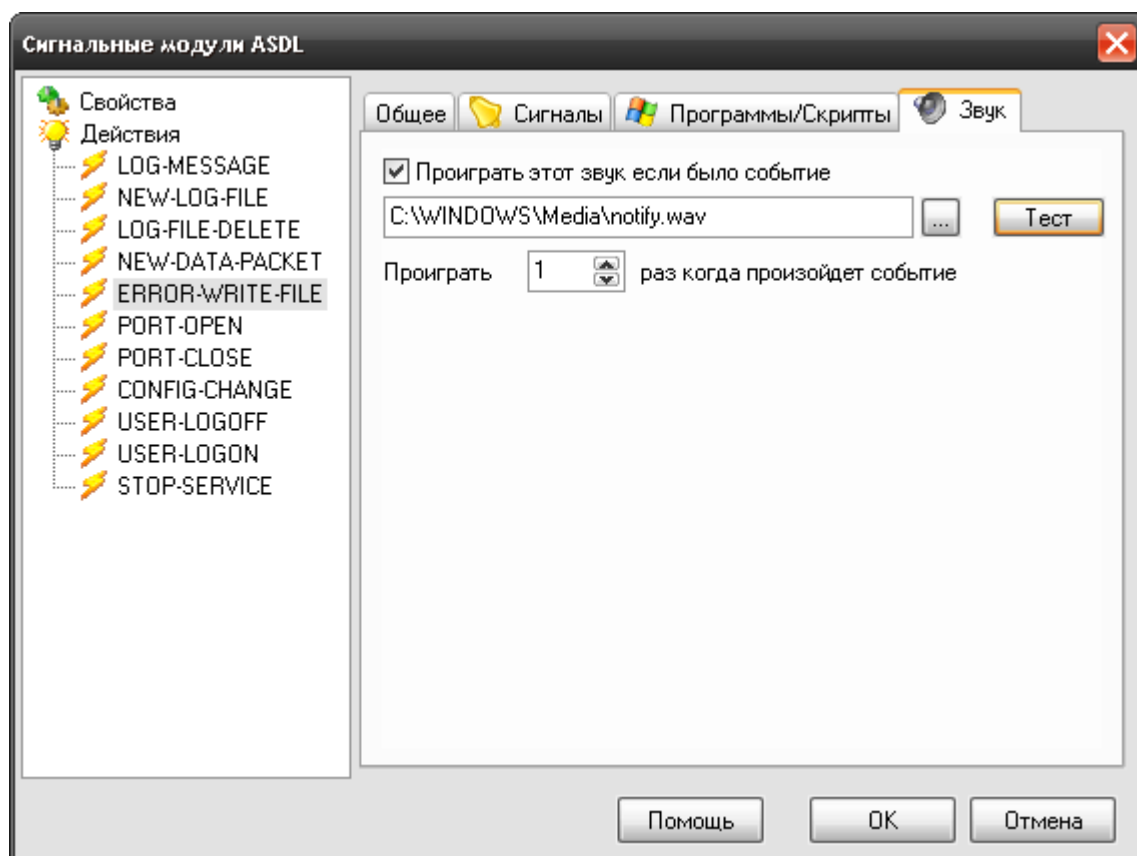 Сигнальные модули ASDL
Свойства
Действия
LOG-MESSAGE
NEW-LOG-FILE
LOG-FILE-DELETE
NEW-DATA-PACKET
ERROR-WRITE-FILE
PORT-OPEN
PORT-CLOSE
CONFIG-CHANGE
USER-LOGOFF
USER-LOGON
STOP-SERVICE
Общее Сигналы Программы/Скрипты Звук
Проиграть этот звук если было событие
C:\WINDOWS\Media\notify.wav ... Тест
Проиграть 1 раз когда произойдет событие
Помощь OK Отмена